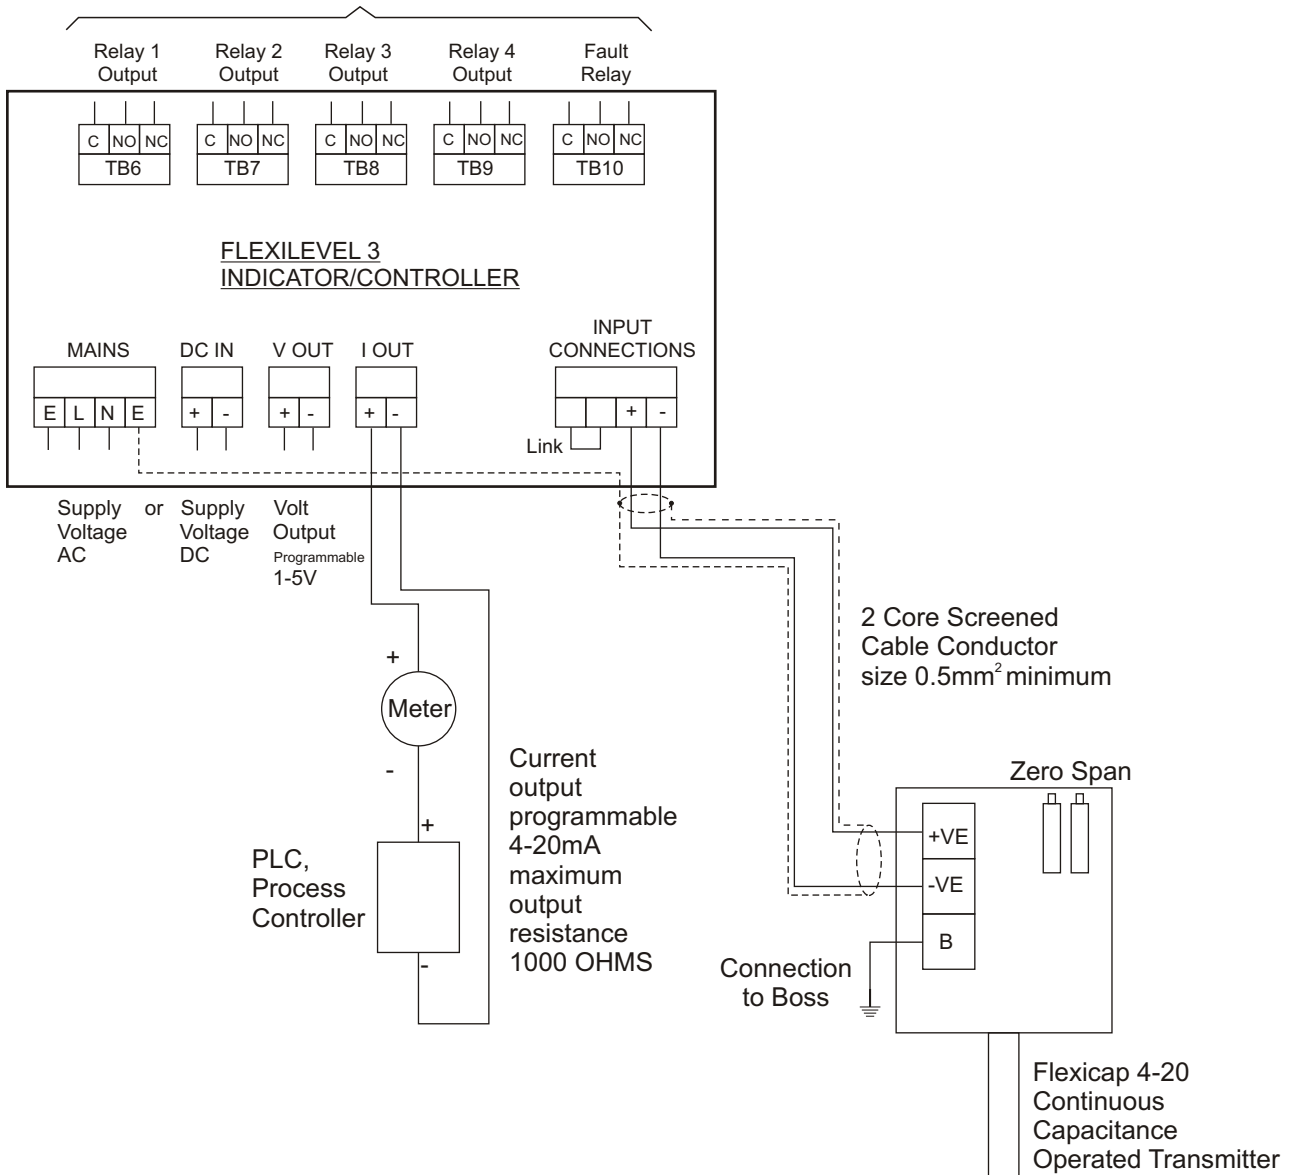 Relay 1
Output
Relay 2
Output
Relay 3
Output
Relay 4
Output
Fault
Relay
C NO NC
TB6
C NO NC
TB7
C NO NC
TB8
C NO NC
TB9
C NO NC
TB10
FLEXILEVEL 3
INDICATOR/CONTROLLER
MAINS
E L N E
DC IN
+ -
V OUT
+ -
I OUT
+ -
INPUT
CONNECTIONS
+ -
Link
Supply
Voltage
AC
or
Supply
Voltage
DC
Volt
Output
Programmable
1-5V
+
Meter
-
+
PLC,
Process
Controller
-
Current
output
programmable
4-20mA
maximum
output
resistance
1000 OHMS
2 Core Screened
Cable Conductor
size 0.5mm² minimum
Zero Span
+VE
-VE
B
Connection
to Boss
Flexicap 4-20
Continuous
Capacitance
Operated Transmitter